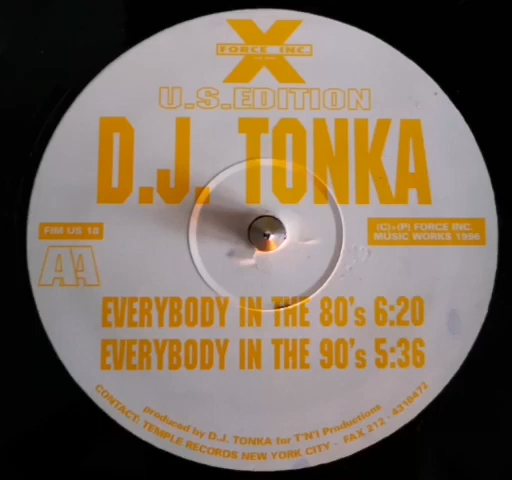 X
FORCE INC.
U.S.EDITION
D.J. TONKA
FIM US 18
(C)+(P) FORCE INC.
MUSIC WORKS 1996
AA
EVERYBODY IN THE 80's 6:20
EVERYBODY IN THE 90's 5:36
produced by D.J. TONKA for T'N'I Productions
CONTACT: TEMPLE RECORDS NEW YORK CITY - FAX 212 - 4318472